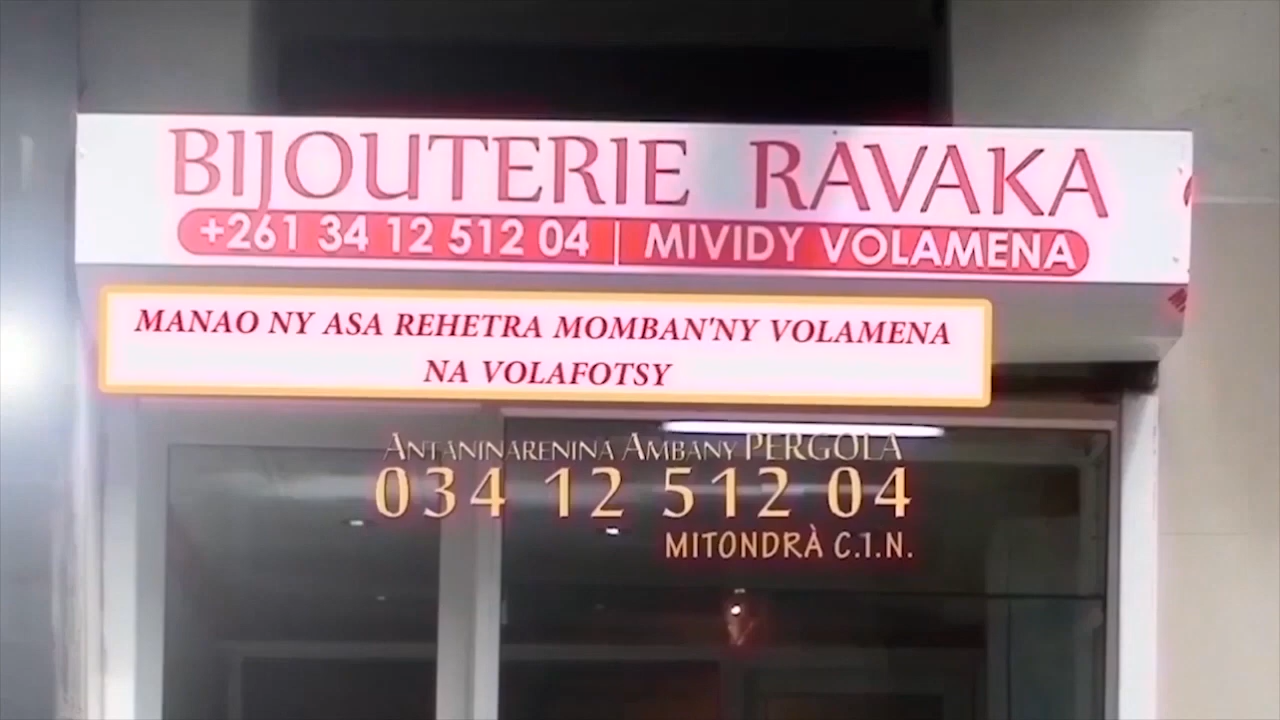 BIJOUTERIE RAVAKA
+261 34 12 512 04 | MIVIDY VOLAMENA
MANAO NY ASA REHETRA MOMBAN'NY VOLAMENA
NA VOLAFOTSY
ANTANINARENINA AMBANY PERGOLA
034 12 512 04
MITONDRÀ C.I.N.